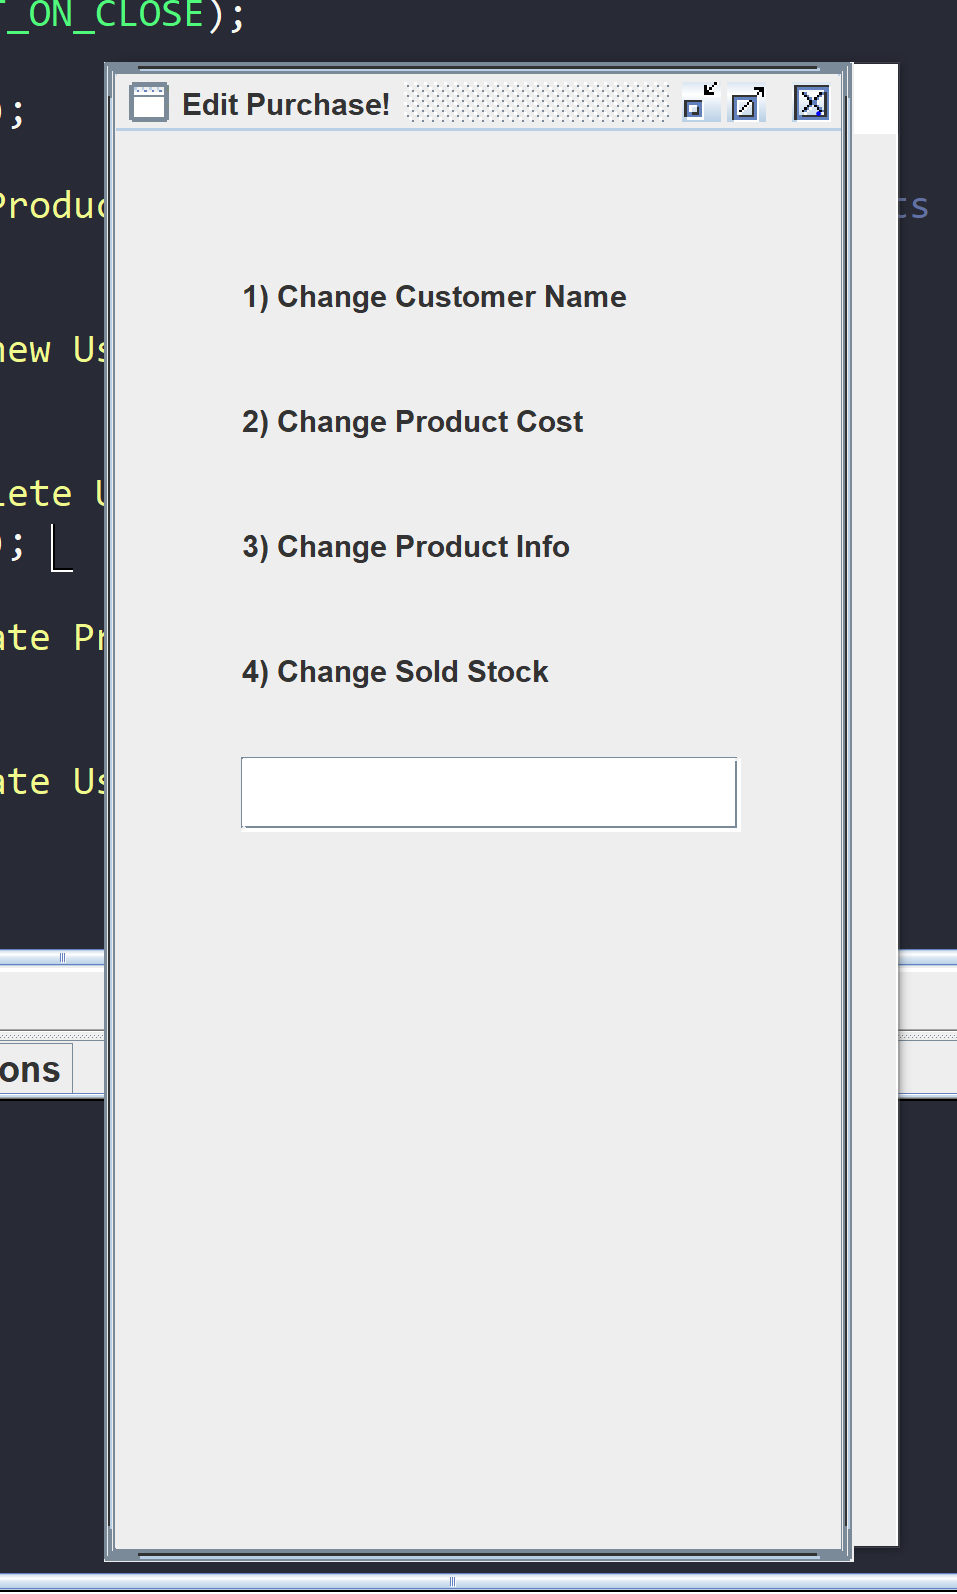 T_ON_CLOSE);
Edit Purchase!
);
Produc
ts
1) Change Customer Name
new Us
2) Change Product Cost
lete U
3) Change Product Info
);
ate Pr
4) Change Sold Stock
ate Us
ons